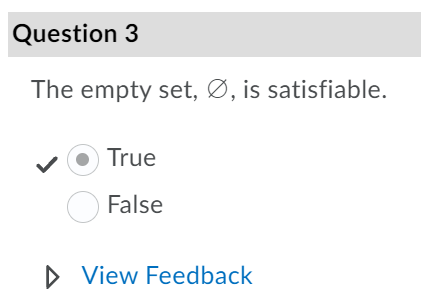 Question 3
The empty set, ∅, is satisfiable.
True
False
View Feedback